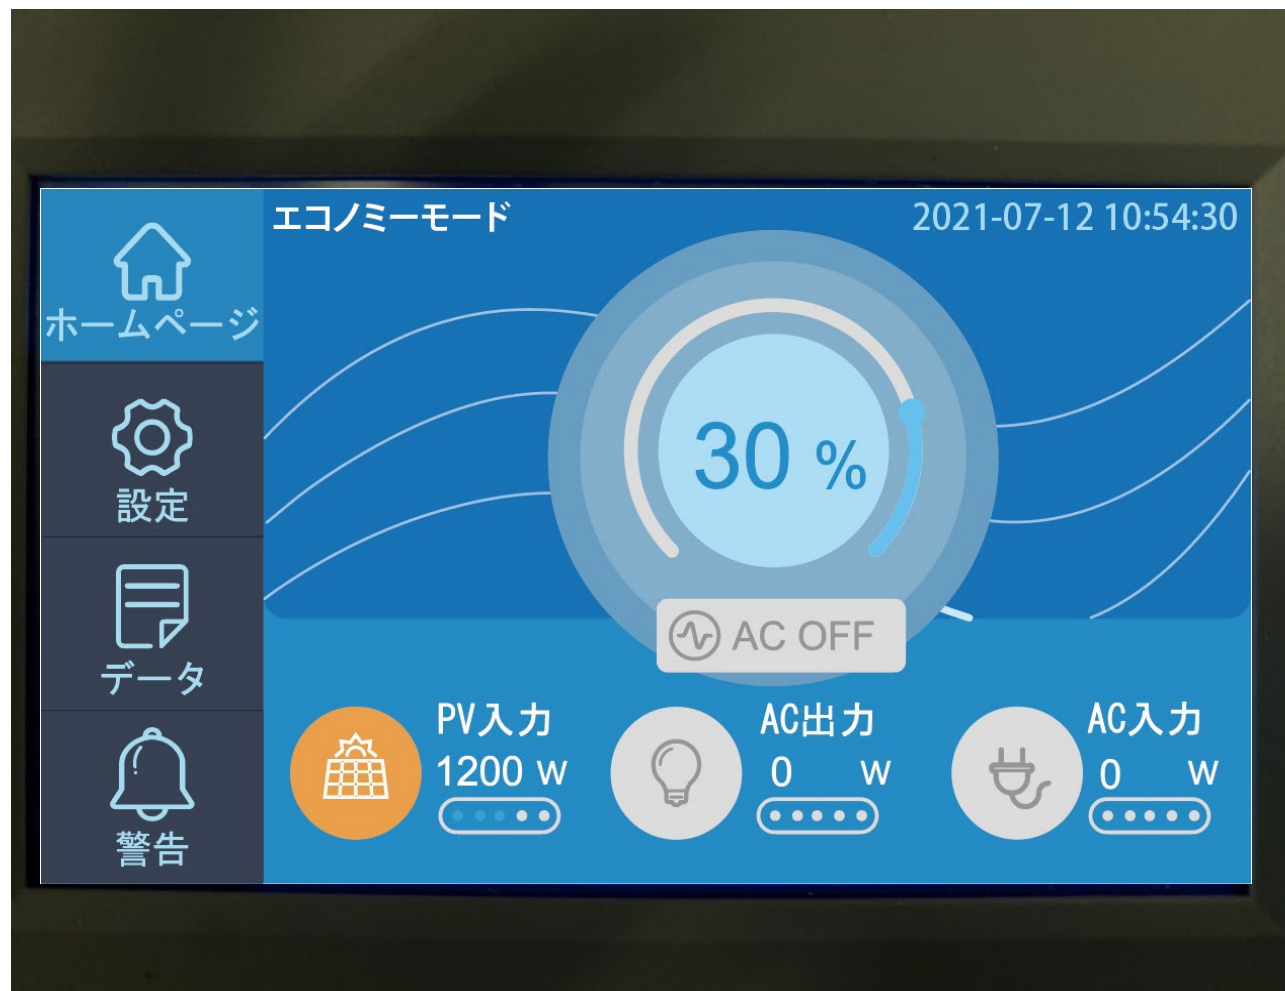 エコノミーモード
2021-07-12 10:54:30
ホームページ
設定
データ
警告
30 %
AC OFF
PV入力
1200 W
AC出力
0 W
AC入力
0 W